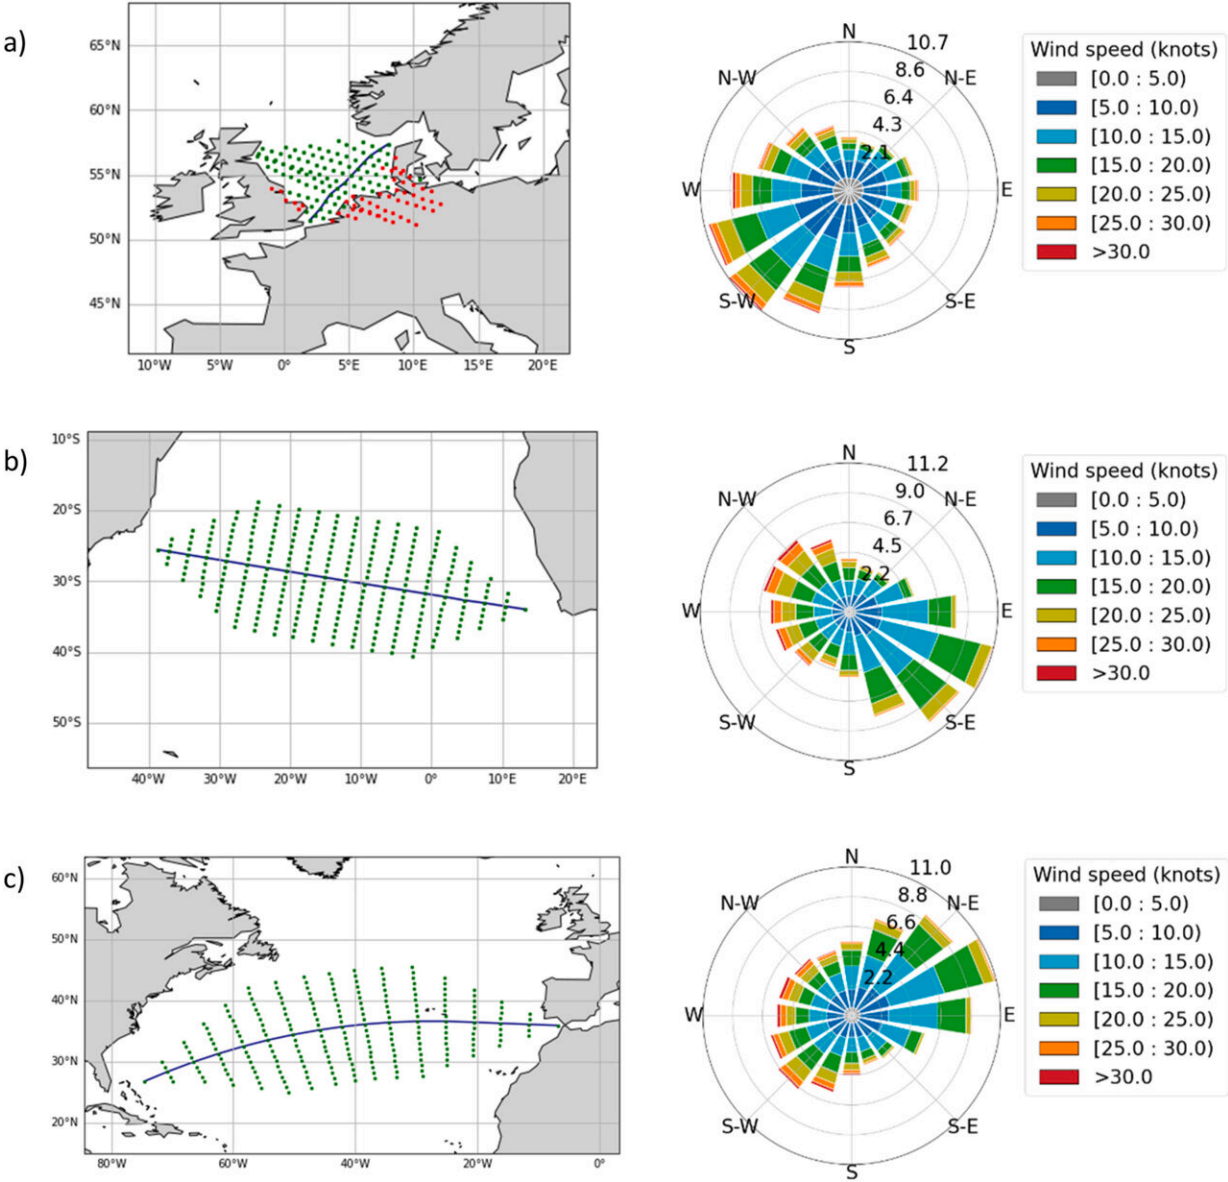 a)
65°N
60°N
55°N
50°N
45°N
10°W 5°W 0° 5°E 10°E 15°E 20°E
N
N-E
E
S-E
S
S-W
W
N-W
10.7
8.6
6.4
4.3
2.1
Wind speed (knots)
[0.0 : 5.0)
[5.0 : 10.0)
[10.0 : 15.0)
[15.0 : 20.0)
[20.0 : 25.0)
[25.0 : 30.0)
>30.0
b)
10°S
20°S
30°S
40°S
50°S
40°W 30°W 20°W 10°W 0° 10°E 20°E
N
N-E
E
S-E
S
S-W
W
N-W
11.2
9.0
6.7
4.5
2.2
Wind speed (knots)
[0.0 : 5.0)
[5.0 : 10.0)
[10.0 : 15.0)
[15.0 : 20.0)
[20.0 : 25.0)
[25.0 : 30.0)
>30.0
c)
60°N
50°N
40°N
30°N
20°N
80°W 60°W 40°W 20°W 0°
N
N-E
E
S-E
S
S-W
W
N-W
11.0
8.8
6.6
4.4
2.2
Wind speed (knots)
[0.0 : 5.0)
[5.0 : 10.0)
[10.0 : 15.0)
[15.0 : 20.0)
[20.0 : 25.0)
[25.0 : 30.0)
>30.0